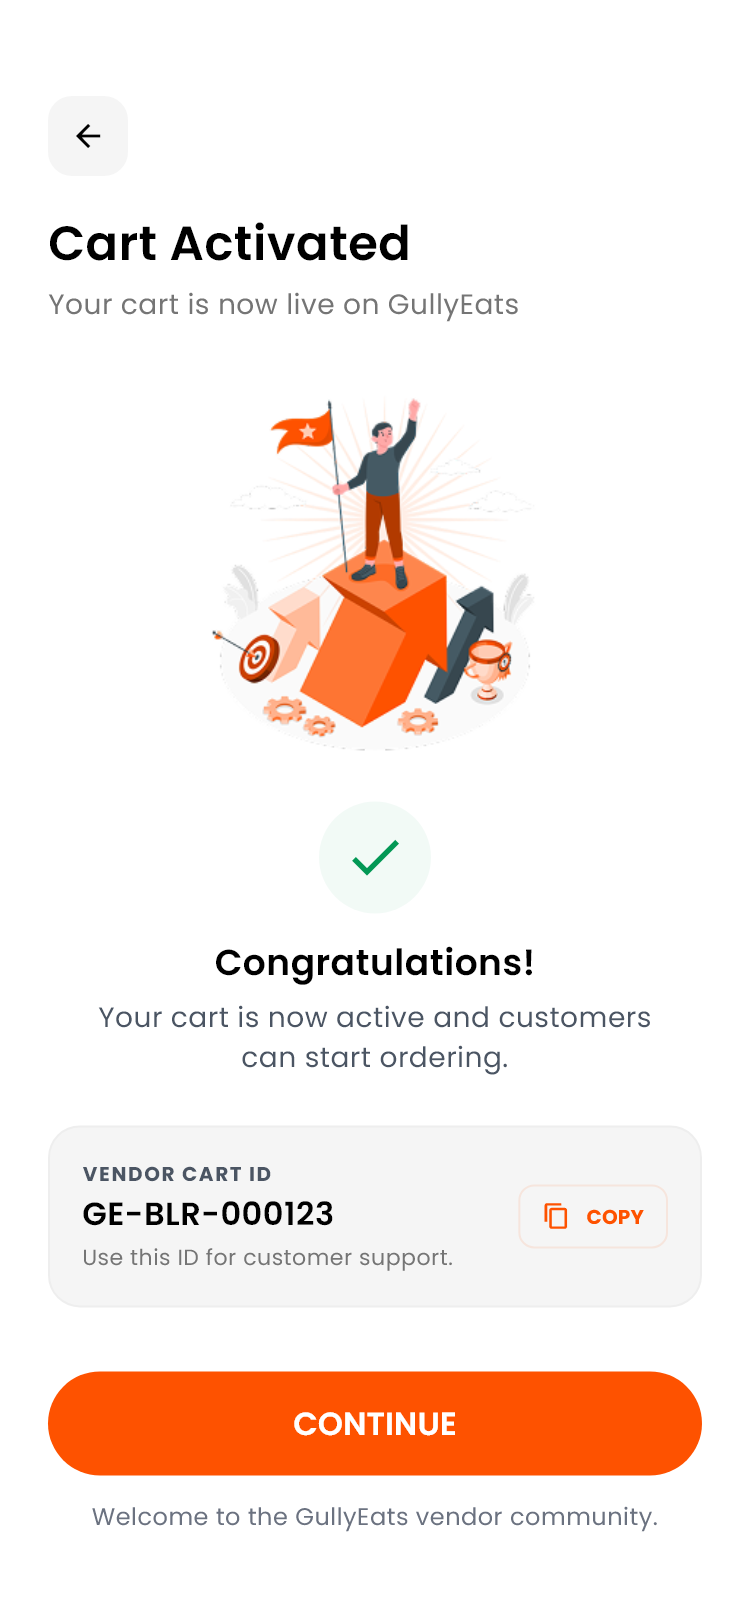 Cart Activated
Your cart is now live on GullyEats
Congratulations!
Your cart is now active and customers
can start ordering.
VENDOR CART ID
GE-BLR-000123
COPY
Use this ID for customer support.
CONTINUE
Welcome to the GullyEats vendor community.